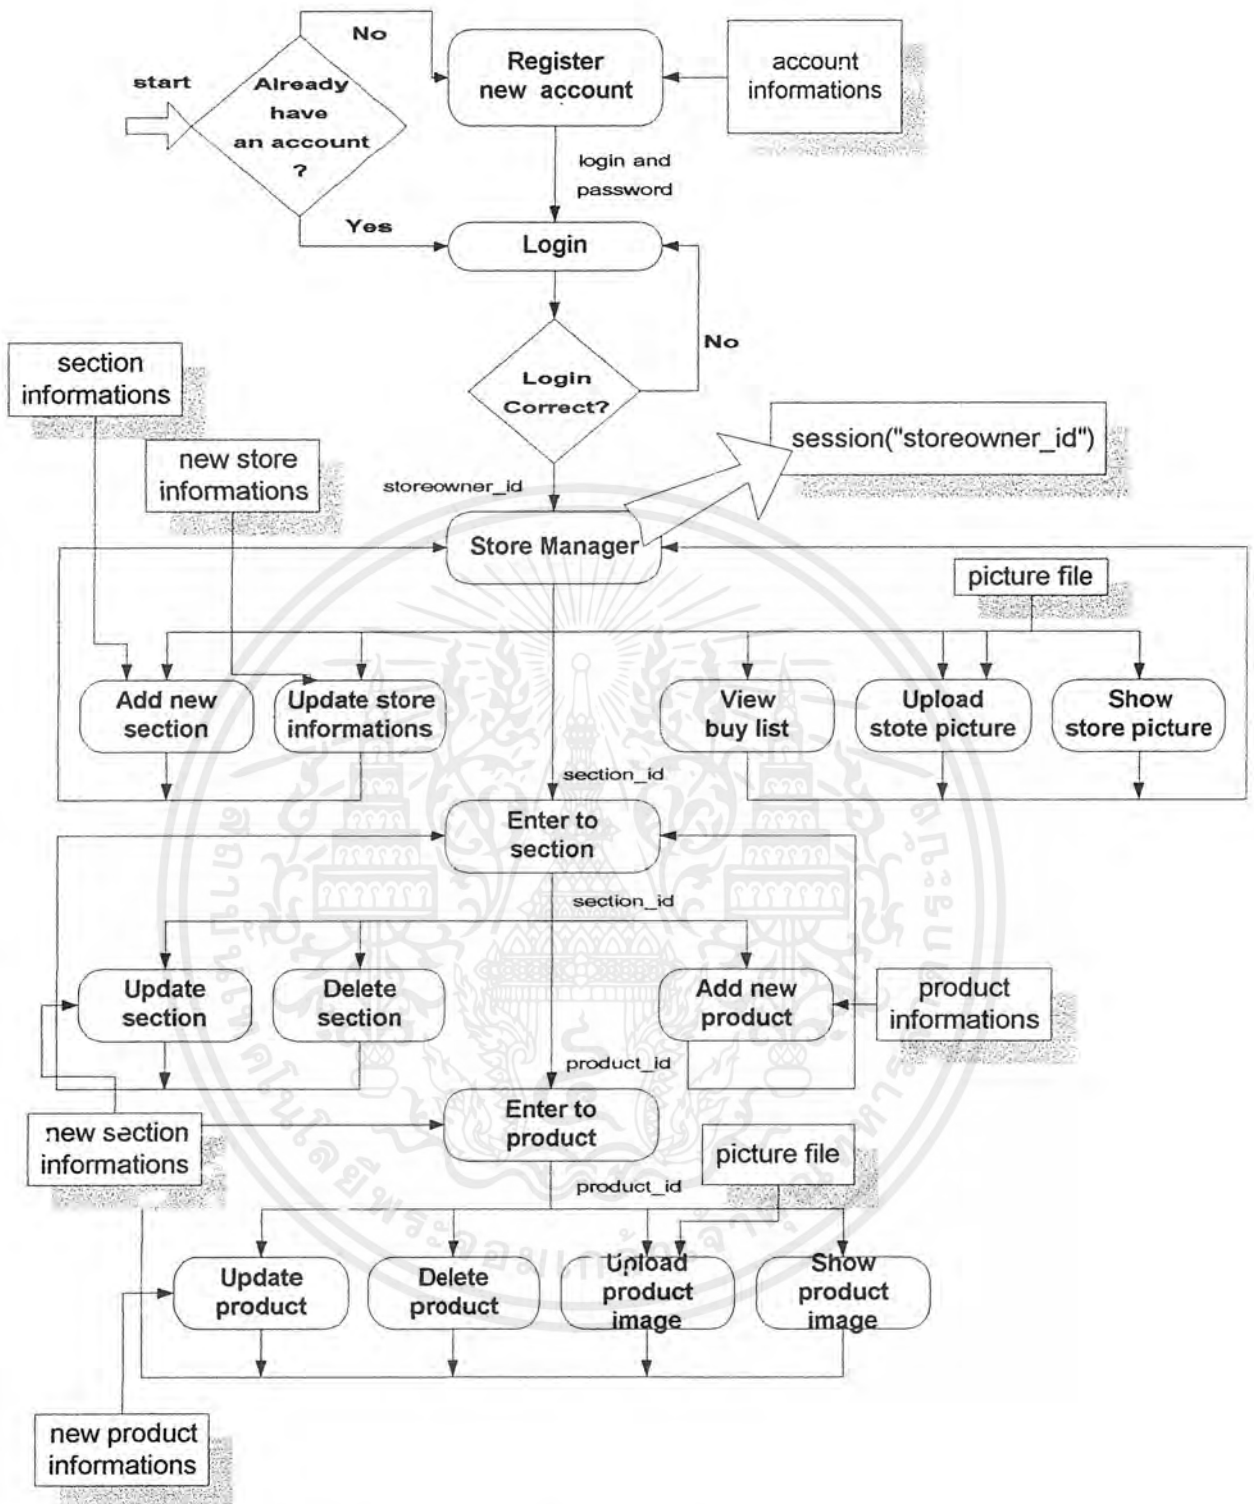 No
start
Already
have
an account
?
Register
new account
account
informations
login and
password
Yes
Login
No
Login
Correct?
section
informations
new store
informations
session("storeowner_id")
storeowner_id
Store Manager
picture file
Add new
section
Update store
informations
View
buy list
Upload
stote picture
Show
store picture
section_id
Enter to
section
section_id
Update
section
Delete
section
Add new
product
product
informations
product_id
Enter to
product
new section
informations
picture file
product_id
Update
product
Delete
product
Upload
product
image
Show
product
image
new product
informations